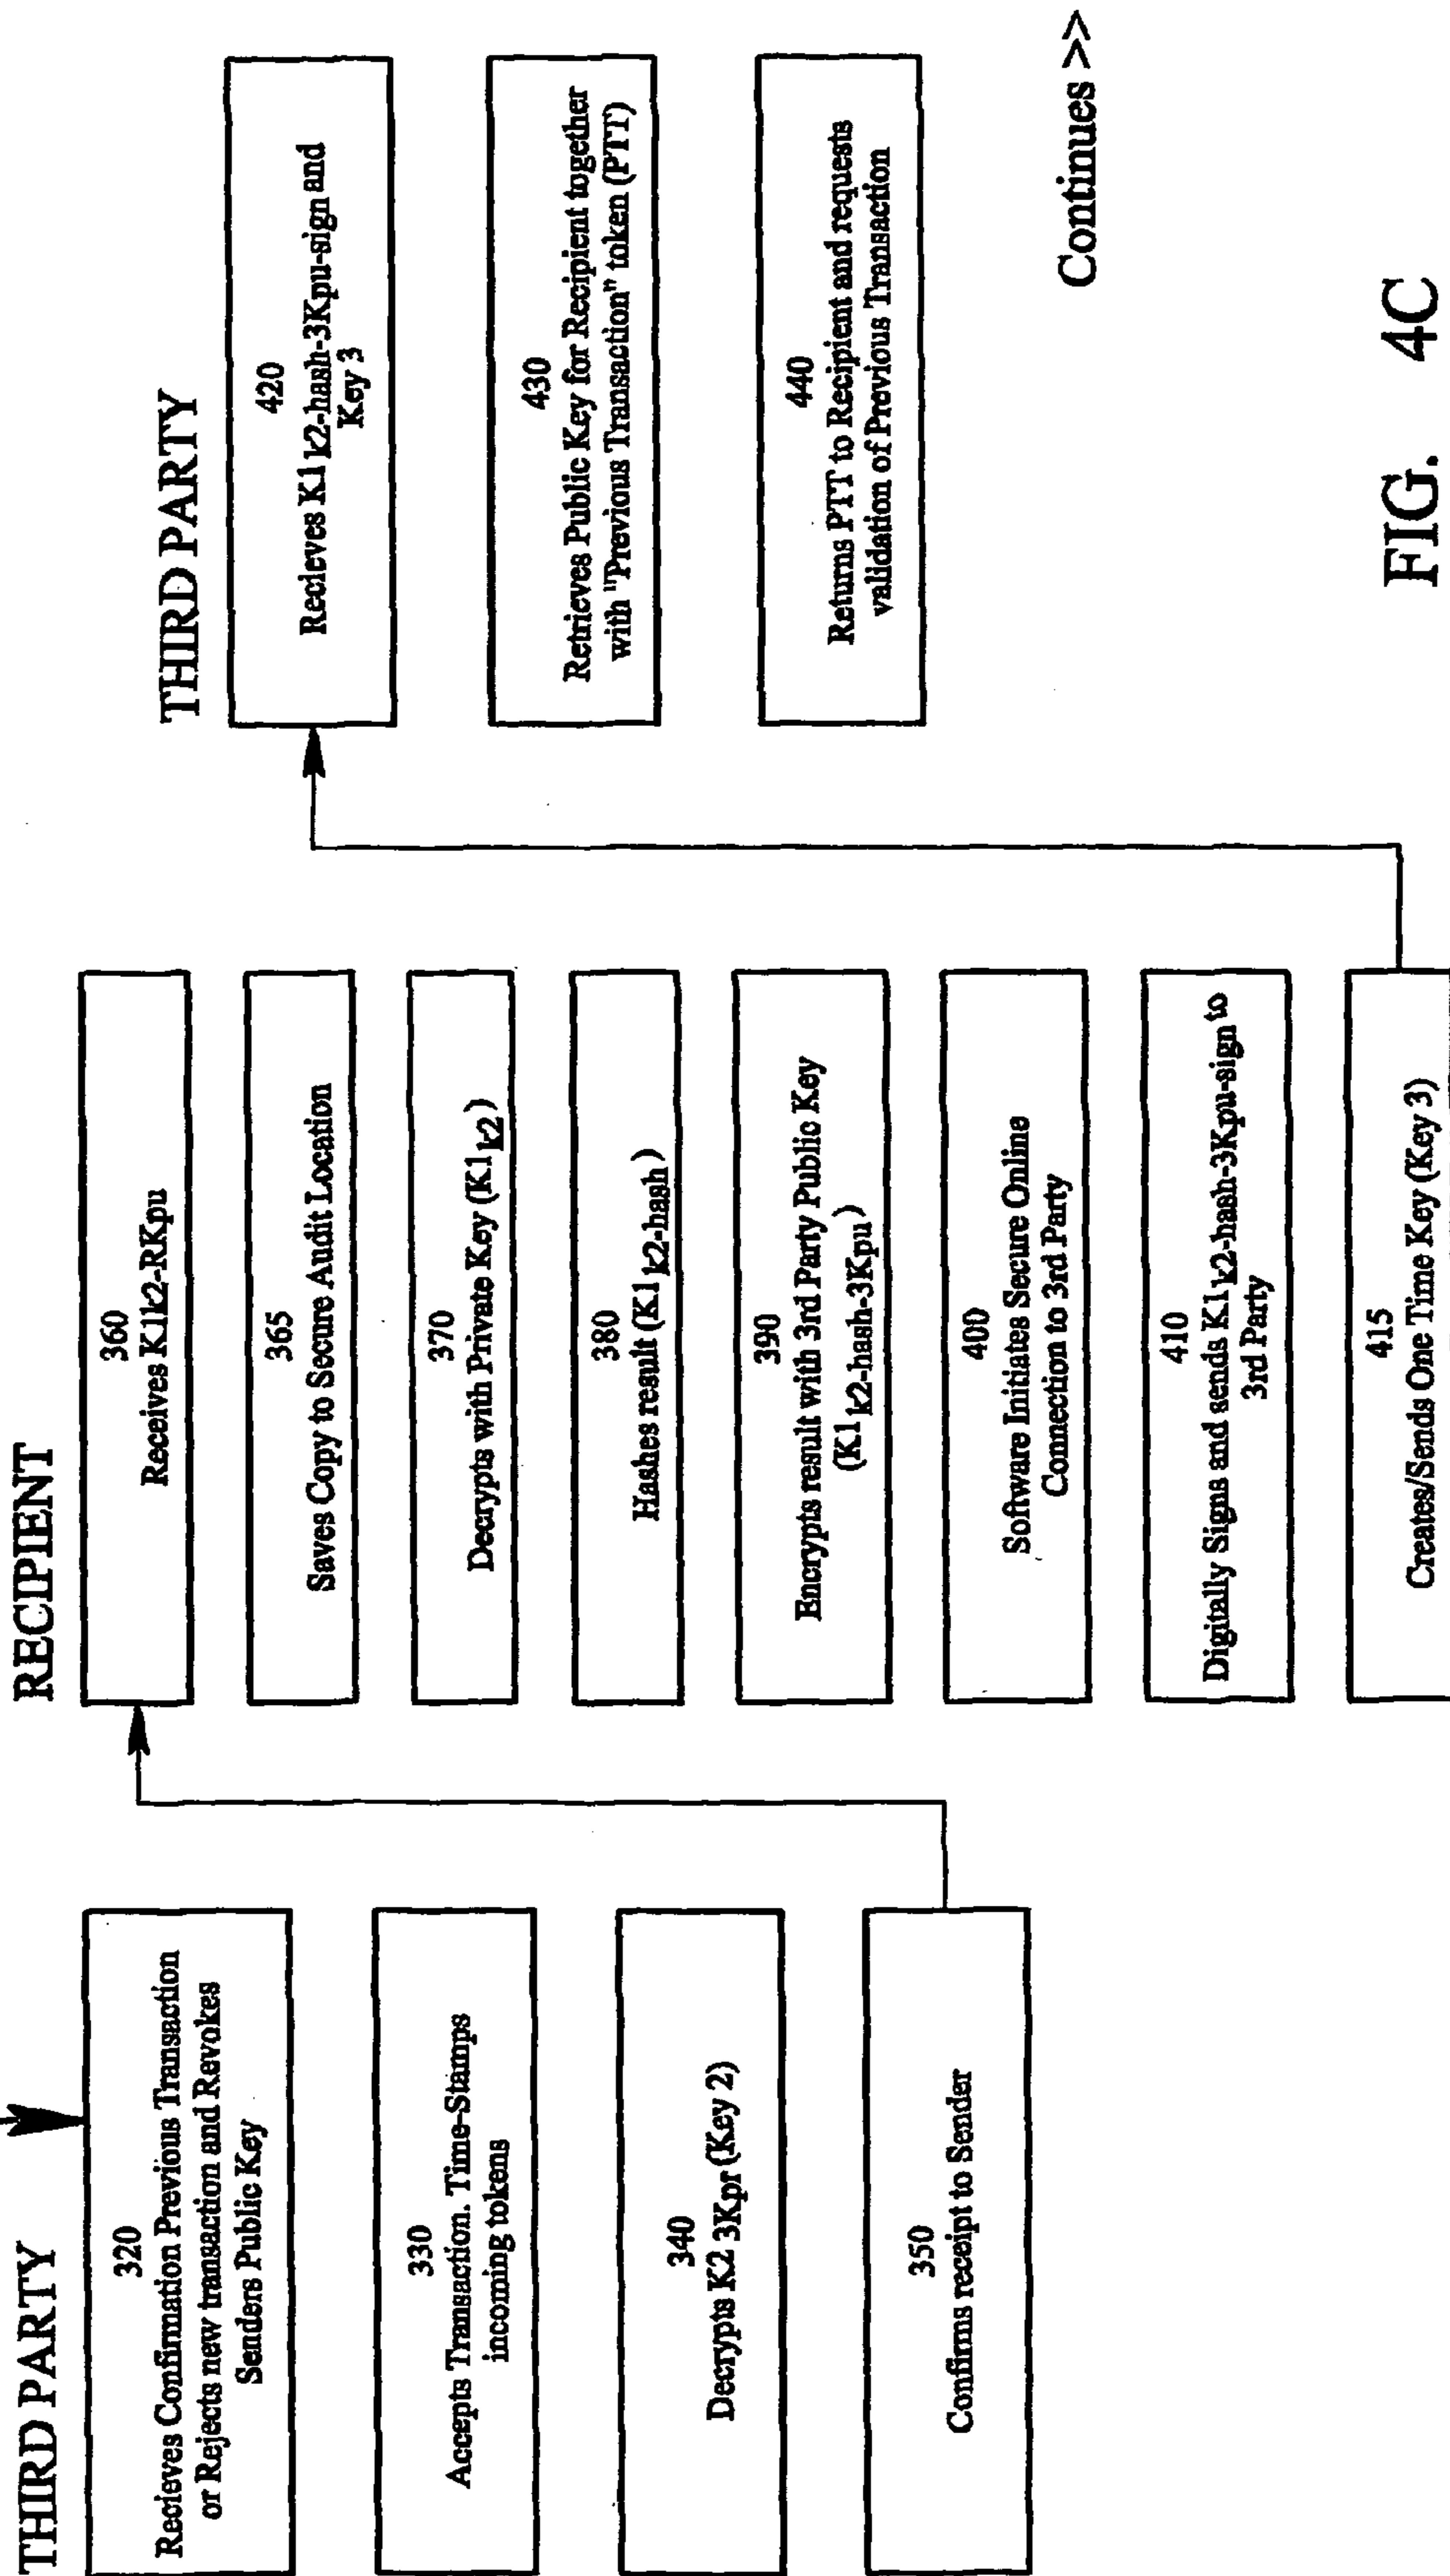 THIRD PARTY
320
Recieves Confirmation Previous Transaction
or Rejects new transaction and Revokes
Senders Public Key
330
Accepts Transaction. Time-Stamps
incoming tokens
340
Decrypts K2 3Kpr (Key 2)
350
Confirms receipt to Sender
RECIPIENT
360
Receives K1k2-RKpu
365
Saves Copy to Secure Audit Location
370
Decrypts with Private Key (K1k2)
380
Hashes result (K1k2-hash)
390
Encrypts result with 3rd Party Public Key
(K1k2-hash-3Kpu)
400
Software Initiates Secure Online
Connection to 3rd Party
410
Digitally Signs and sends K1k2-hash-3Kpu-sign to
3rd Party
415
Creates/Sends One Time Key (Key 3)
THIRD PARTY
420
Recieves K1k2-hash-3Kpu-sign and
Key 3
430
Retrieves Public Key for Recipient together
with "Previous Transaction" token (PTT)
440
Returns PTT to Recipient and requests
validation of Previous Transaction
Continues >>
FIG. 4C